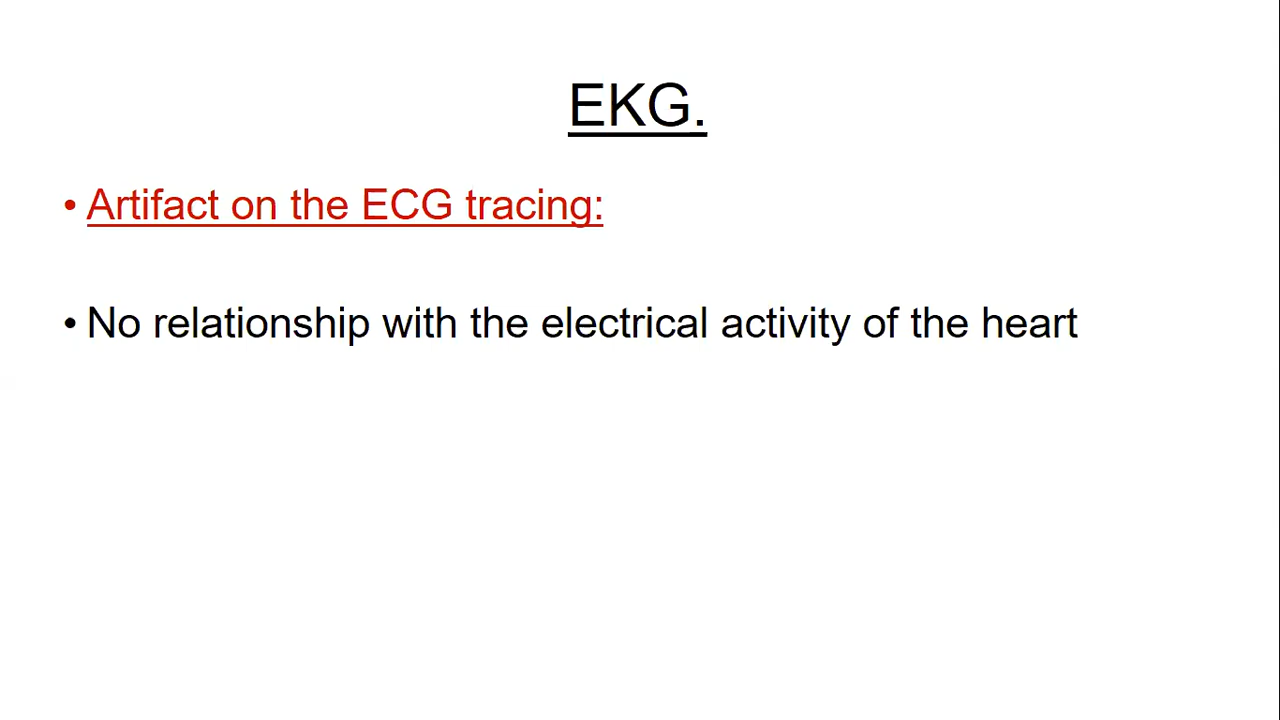 EKG.
• Artifact on the ECG tracing:
• No relationship with the electrical activity of the heart